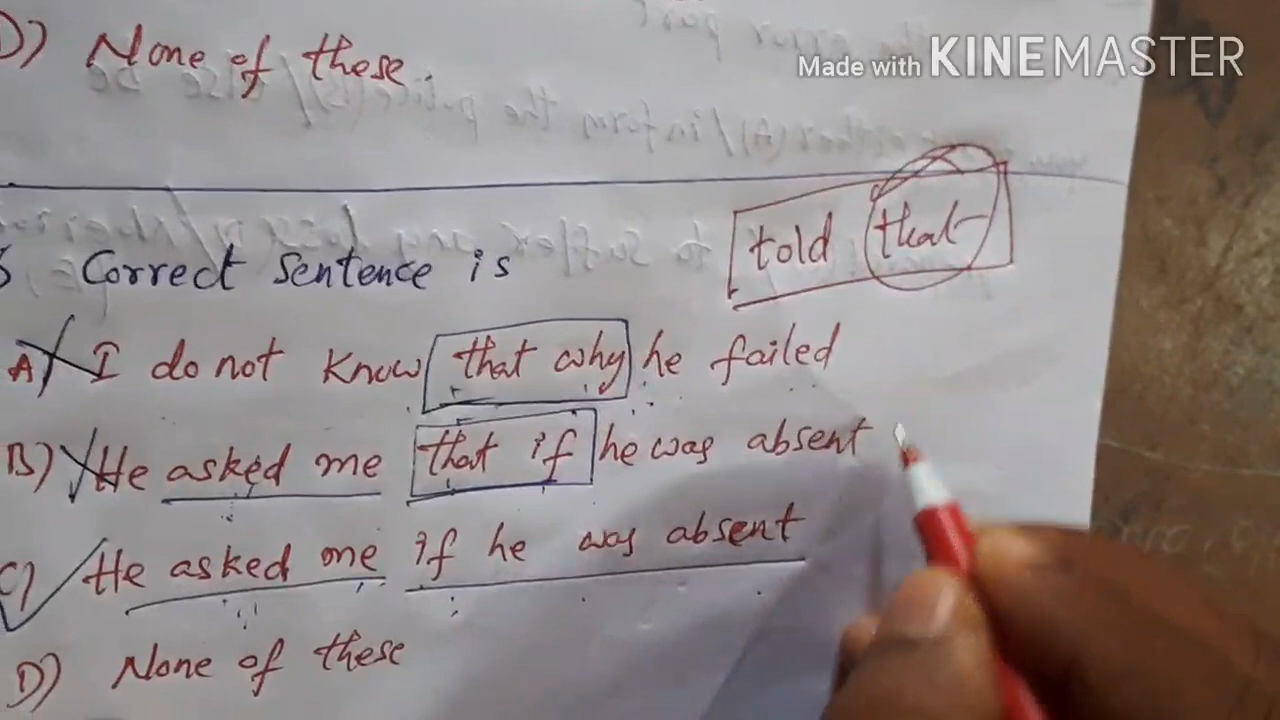 D) None of these.
Made with KINEMASTER
told that
Correct Sentence is
A) I do not know that why he failed
B) He asked me that if he was absent
C) He asked me if he was absent
D) None of these